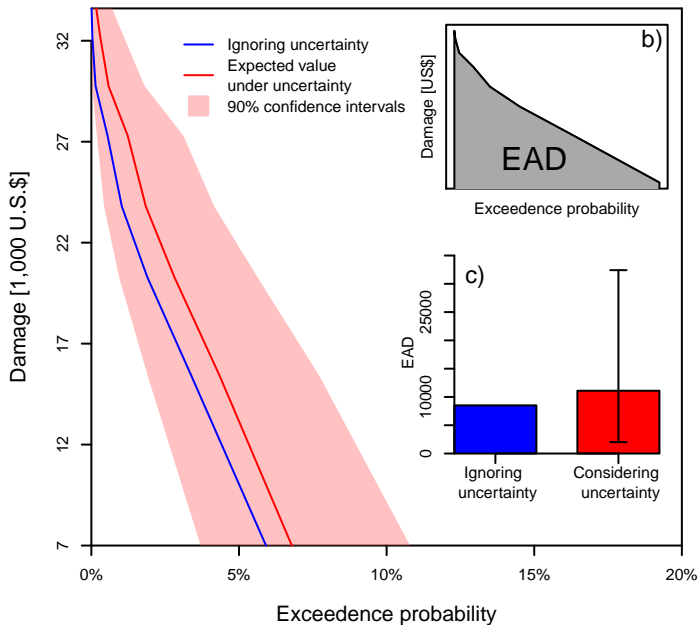 Damage [1,000 U.S.$]
32
27
22
17
12
7
0%
5%
10%
15%
20%
Exceedence probability
Ignoring uncertainty
Expected value
under uncertainty
90% confidence intervals
b)
Damage [US$]
EAD
Exceedence probability
c)
EAD
0
10000
25000
Ignoring
uncertainty
Considering
uncertainty